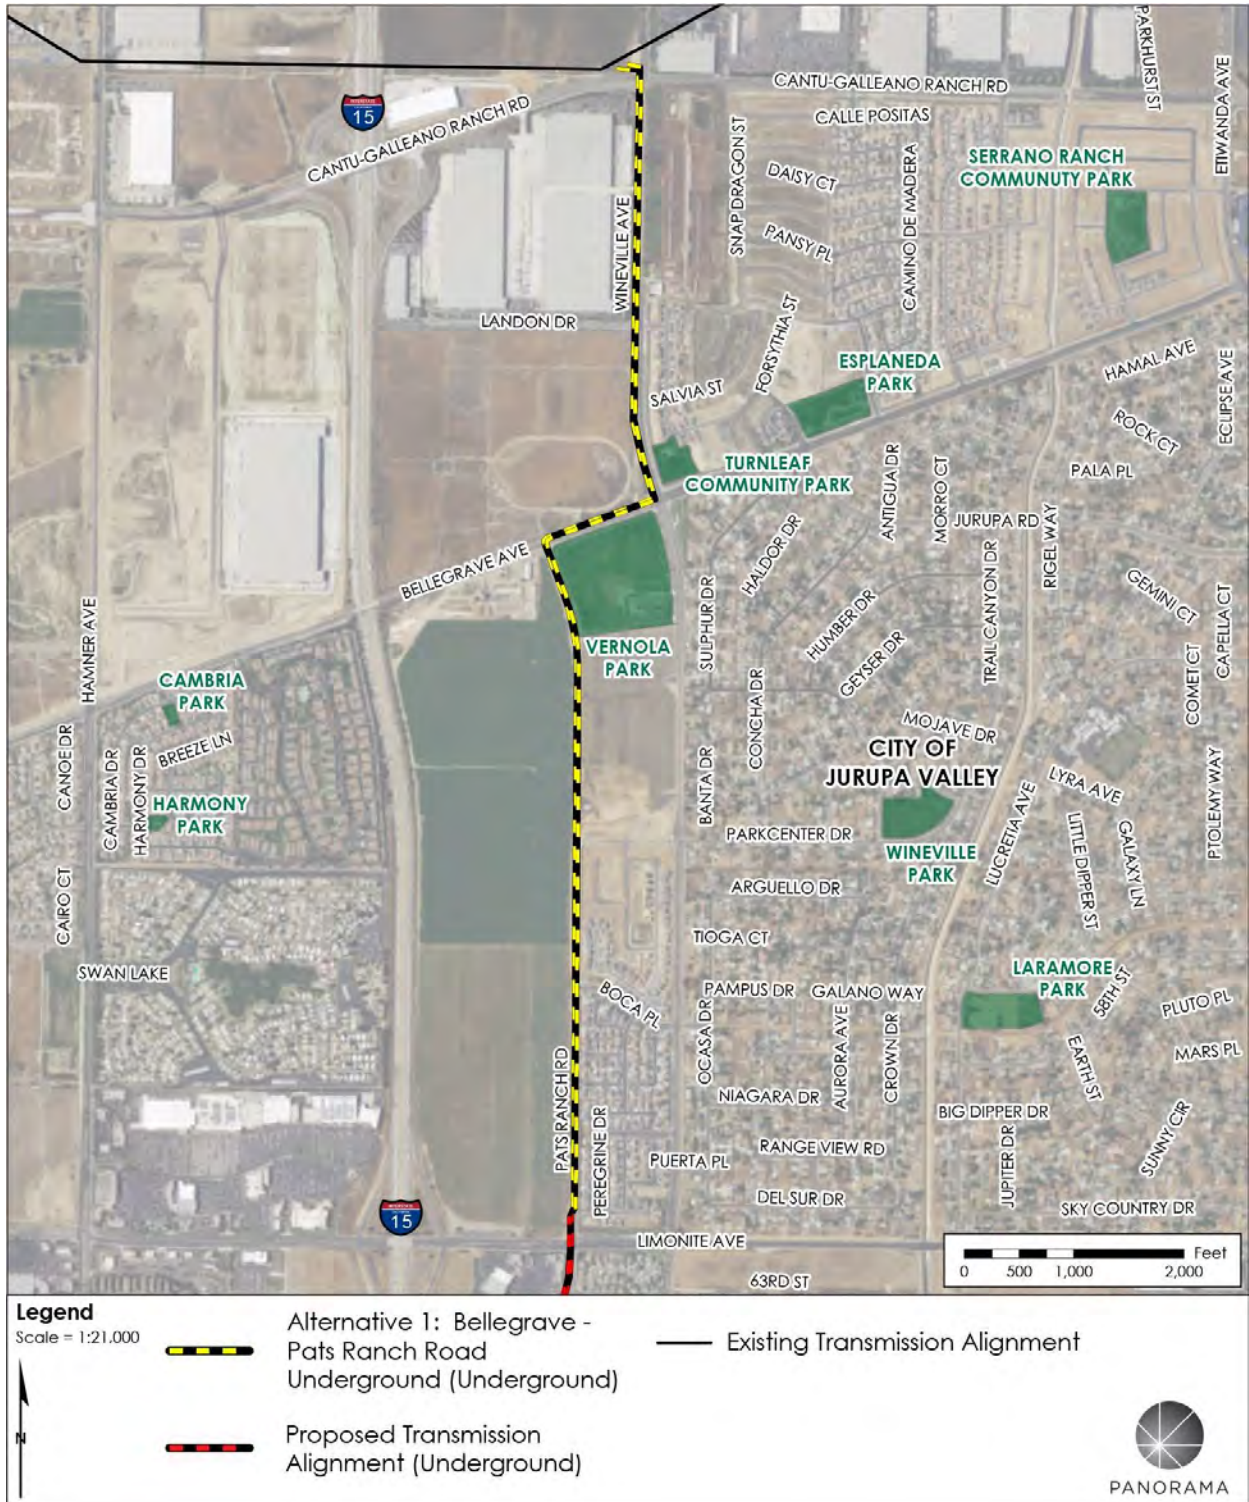 PARKHURST ST
ETIWANDA AVE
CANTU-GALLEANO RANCH RD
INTERSTATE
15
CANTU-GALLEANO RANCH RD
CALLE POSITAS
SERRANO RANCH
COMMUNUTY PARK
SNAP DRAGON ST
DAISY CT
CAMINO DE MADERA
PANSY PL
WINEVILLE AVE
LANDON DR
FORSYTHIA ST
ESPLANEDA
PARK
HAMAL AVE
ECLIPSE AVE
SALVIA ST
ROCK CT
TURNLEAF
COMMUNITY PARK
ANTIGUA DR
MORRO CT
PALA PL
JURUPA RD
HALDOR DR
RIGEL WAY
BELLEGRAVE AVE
TRAIL CANYON DR
GEMINI CT
CAPELLA CT
HAMNER AVE
SULPHUR DR
HUMBER DR
VERNOLA
PARK
GEYSER DR
COMET CT
CAMBRIA
PARK
CONCHA DR
MOJAVE DR
CITY OF
JURUPA VALLEY
CANOE DR
BREEZE LN
CAMBRIA DR
HARMONY DR
HARMONY
PARK
BANTA DR
LYRA AVE
PTOLEMY WAY
PARKCENTER DR
WINEVILLE
PARK
LUCRETIA AVE
LITTLE DIPPER ST
GALAXY LN
ARGUELLO DR
CAIRO CT
TIOGA CT
SWAN LAKE
LARAMORE
PARK
BOCA PL
PAMPUS DR
GALANO WAY
58TH ST
PLUTO PL
OCASA DR
AURORA AVE
CROWN DR
EARTH ST
MARS PL
PATS RANCH RD
NIAGARA DR
BIG DIPPER DR
PEREGRINE DR
PUERTA PL
RANGE VIEW RD
JUPITER DR
SUNNY CIR
DEL SUR DR
SKY COUNTRY DR
INTERSTATE
15
LIMONITE AVE
63RD ST
Feet
0 500 1,000 2,000
Legend
Scale = 1:21,000
N
Alternative 1: Bellegrave -
Pats Ranch Road
Underground (Underground)
Proposed Transmission
Alignment (Underground)
Existing Transmission Alignment
PANORAMA